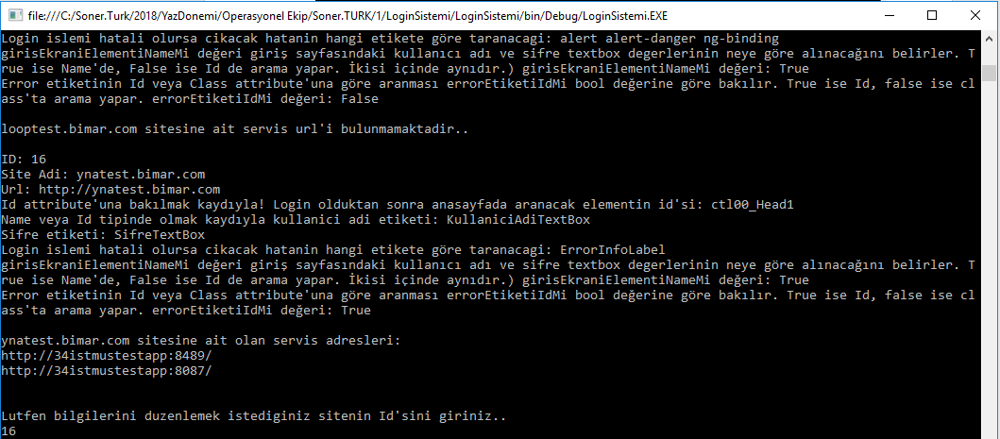 file:///C:/Soner.Turk/2018/YazDonemi/Operasyonel Ekip/Soner.TURK/1/LoginSistemi/LoginSistemi/bin/Debug/LoginSistemi.EXE
Login islemi hatali olursa cikacak hatanin hangi etikete göre taranacagi: alert alert-danger ng-binding
girisEkraniElementiNameMi değeri giriş sayfasındaki kullanıcı adı ve sifre textbox degerlerinin neye göre alınacağını belirler. T
rue ise Name'de, False ise Id de arama yapar. İkisi içinde aynıdır.) girisEkraniElementiNameMi değeri: True
Error etiketinin Id veya Class attribute'una göre aranması errorEtiketiIdMi bool değerine göre bakılır. True ise Id, false ise cl
ass'ta arama yapar. errorEtiketiIdMi değeri: False
looptest.bimar.com sitesine ait servis url'i bulunmamaktadir..
ID: 16
Site Adi: ynatest.bimar.com
Url: http://ynatest.bimar.com
Id attribute'una bakılmak kaydıyla! Login olduktan sonra anasayfada aranacak elementin id'si: ctl00_Head1
Name veya Id tipinde olmak kaydıyla kullanici adi etiketi: KullaniciAdiTextBox
Sifre etiketi: SifreTextBox
Login islemi hatali olursa cikacak hatanin hangi etikete göre taranacagi: ErrorInfoLabel
girisEkraniElementiNameMi değeri giriş sayfasındaki kullanıcı adı ve sifre textbox degerlerinin neye göre alınacağını belirler. T
rue ise Name'de, False ise Id de arama yapar. İkisi içinde aynıdır.) girisEkraniElementiNameMi değeri: True
Error etiketinin Id veya Class attribute'una göre aranması errorEtiketiIdMi bool değerine göre bakılır. True ise Id, false ise cl
ass'ta arama yapar. errorEtiketiIdMi değeri: True
ynatest.bimar.com sitesine ait olan servis adresleri:
http://34istmustestapp:8489/
http://34istmustestapp:8087/
Lutfen bilgilerini duzenlemek istediginiz sitenin Id'sini giriniz..
16